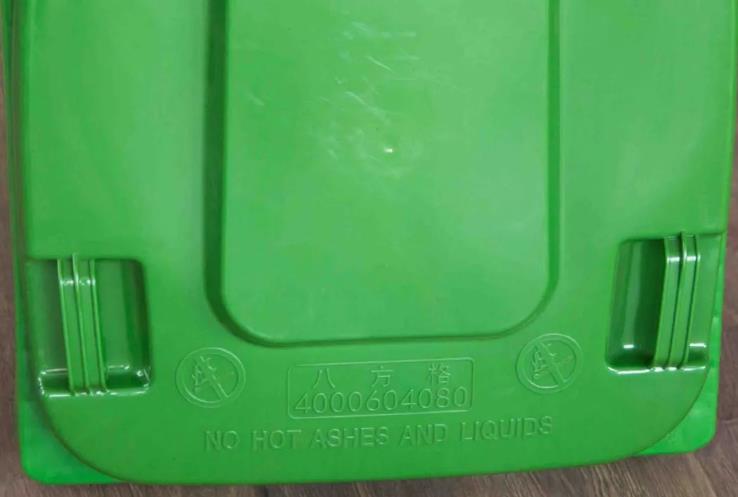 八方格
4000604080
NO HOT ASHES AND LIQUIDS